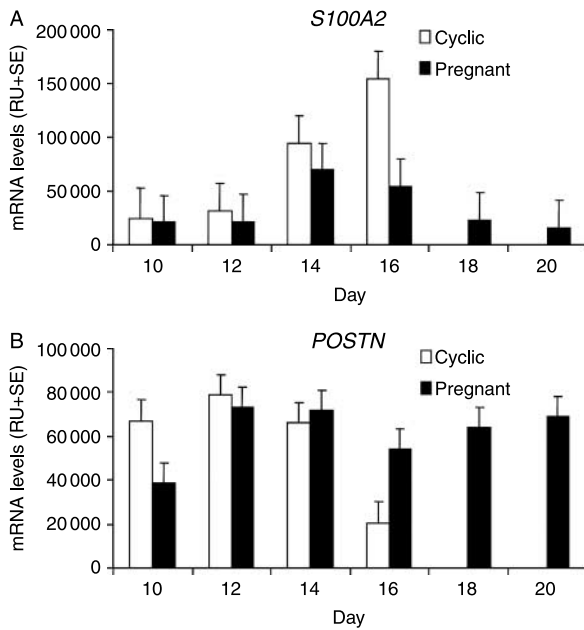 A
S100A2
200 000
150 000
100 000
50 000
0
mRNA levels (RU+SE)
Cyclic
Pregnant
10 12 14 16 18 20
Day
B
POSTN
100 000
80 000
60 000
40 000
20 000
0
mRNA levels (RU+SE)
Cyclic
Pregnant
10 12 14 16 18 20
Day